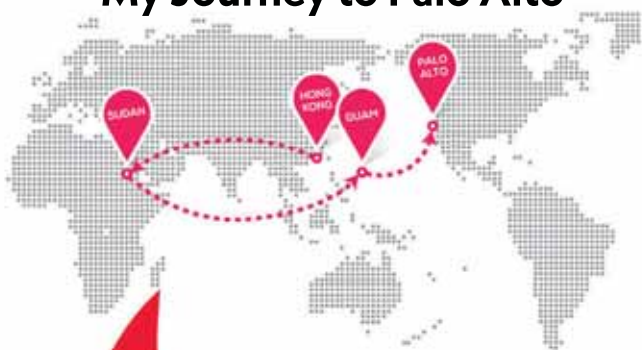 My Journey to Palo Alto
PALO
ALTO
HONG
KONG
GUAM
SUDAN